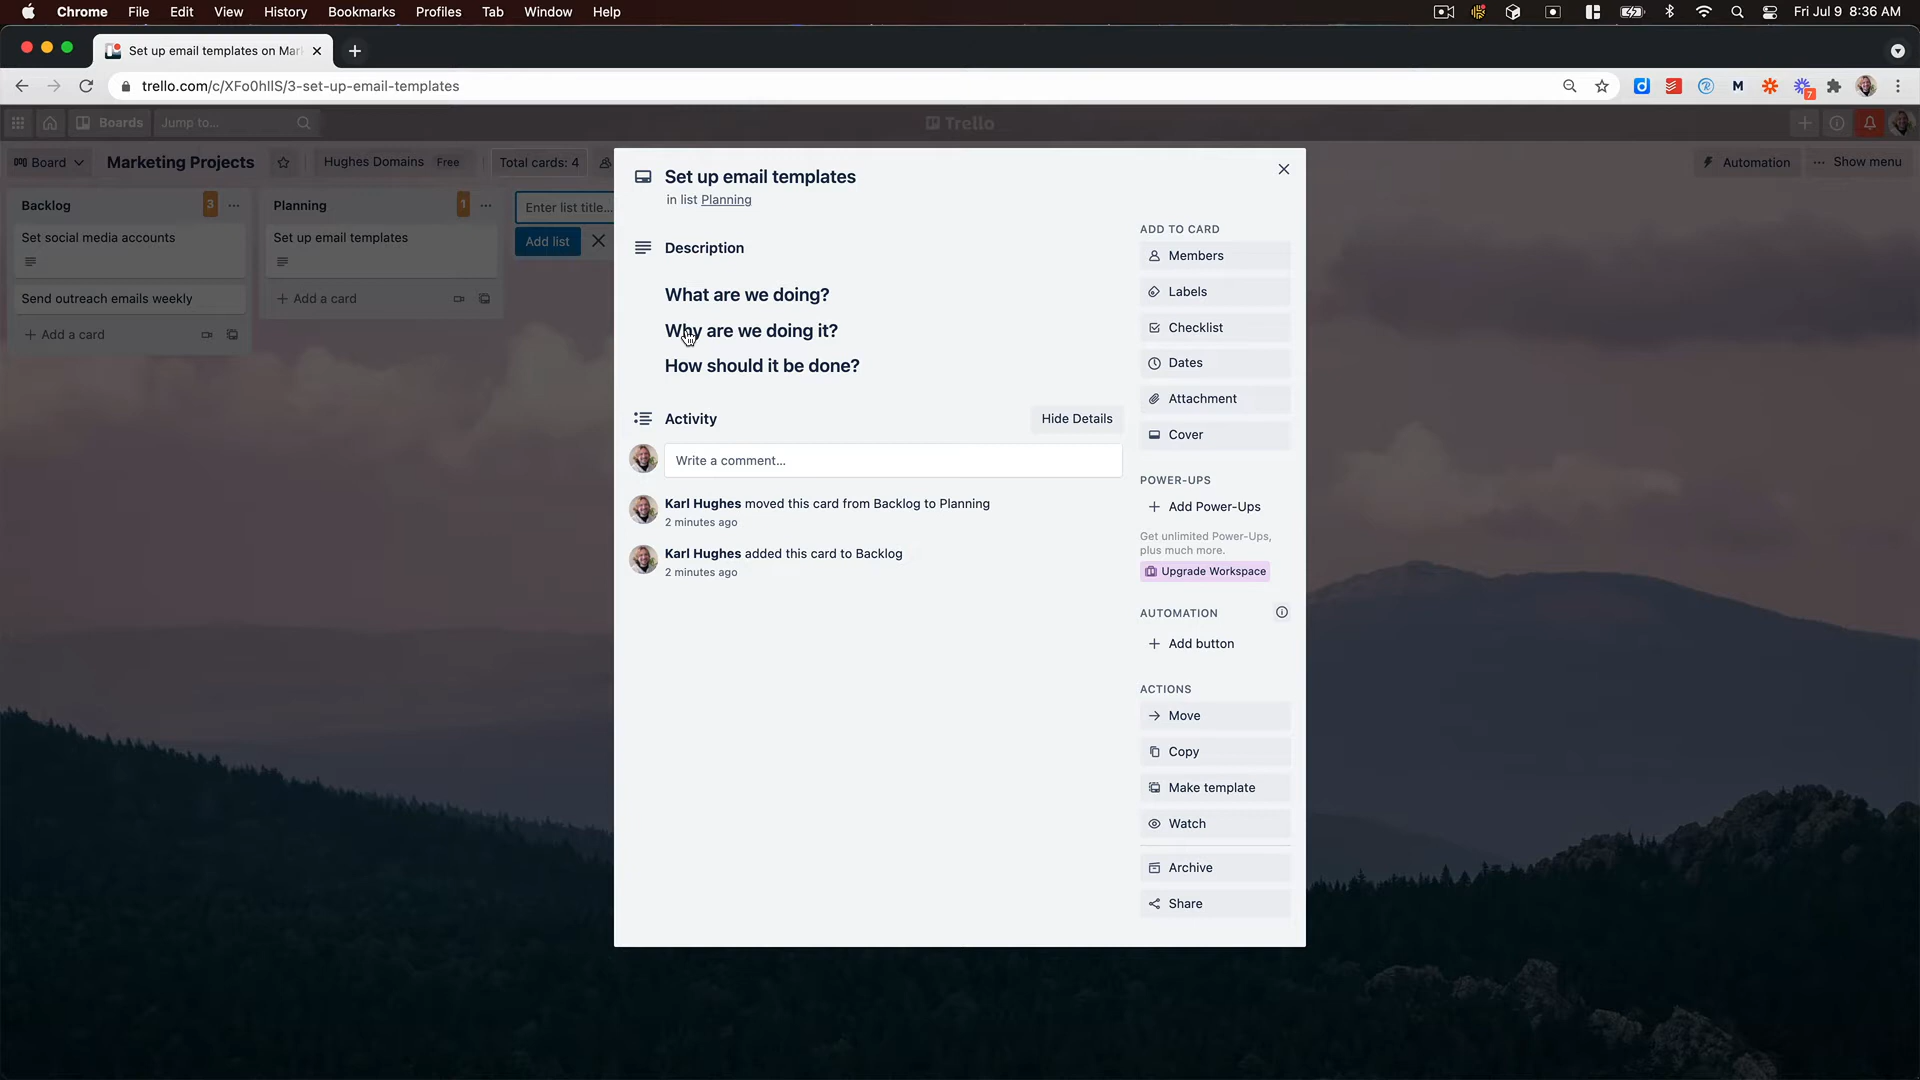 Chrome File Edit View History Bookmarks Profiles Tab Window Help Fri Jul 9 8:36 AM
Set up email templates on Mar
trello.com/c/XFo0hlIS/3-set-up-email-templates
7
Boards Jump to... Trello
Board Marketing Projects Hughes Domains Free Total cards: 4 Automation Show menu
Backlog 3
Set social media accounts
Send outreach emails weekly
+ Add a card
Planning 1
Set up email templates
+ Add a card
Enter list title...
Add list
Set up email templates
in list Planning
Description
What are we doing?
Why are we doing it?
How should it be done?
Activity Hide Details
Write a comment...
Karl Hughes moved this card from Backlog to Planning
2 minutes ago
Karl Hughes added this card to Backlog
2 minutes ago
ADD TO CARD
Members
Labels
Checklist
Dates
Attachment
Cover
POWER-UPS
+ Add Power-Ups
Get unlimited Power-Ups,
plus much more.
Upgrade Workspace
AUTOMATION
+ Add button
ACTIONS
Move
Copy
Make template
Watch
Archive
Share